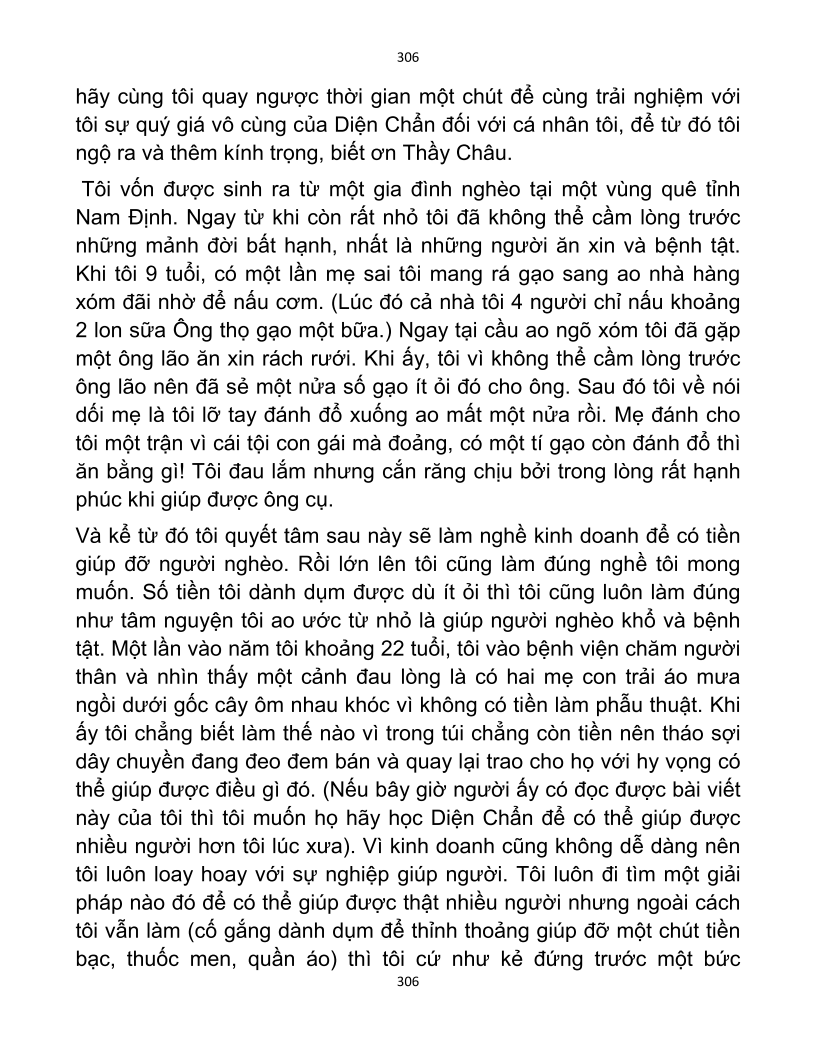 306
hãy cùng tôi quay ngược thời gian một chút để cùng trải nghiệm với
tôi sự quý giá vô cùng của Diện Chẩn đối với cá nhân tôi, để từ đó tôi
ngộ ra và thêm kính trọng, biết ơn Thầy Châu.
Tôi vốn được sinh ra từ một gia đình nghèo tại một vùng quê tỉnh
Nam Định. Ngay từ khi còn rất nhỏ tôi đã không thể cầm lòng trước
những mảnh đời bất hạnh, nhất là những người ăn xin và bệnh tật.
Khi tôi 9 tuổi, có một lần mẹ sai tôi mang rá gạo sang ao nhà hàng
xóm đãi nhờ để nấu cơm. (Lúc đó cả nhà tôi 4 người chỉ nấu khoảng
2 lon sữa Ông thọ gạo một bữa.) Ngay tại cầu ao ngõ xóm tôi đã gặp
một ông lão ăn xin rách rưới. Khi ấy, tôi vì không thể cầm lòng trước
ông lão nên đã sẻ một nửa số gạo ít ỏi đó cho ông. Sau đó tôi về nói
dối mẹ là tôi lỡ tay đánh đổ xuống ao mất một nửa rồi. Mẹ đánh cho
tôi một trận vì cái tội con gái mà đoảng, có một tí gạo còn đánh đổ thì
ăn bằng gì! Tôi đau lắm nhưng cắn răng chịu bởi trong lòng rất hạnh
phúc khi giúp được ông cụ.
Và kể từ đó tôi quyết tâm sau này sẽ làm nghề kinh doanh để có tiền
giúp đỡ người nghèo. Rồi lớn lên tôi cũng làm đúng nghề tôi mong
muốn. Số tiền tôi dành dụm được dù ít ỏi thì tôi cũng luôn làm đúng
như tâm nguyện tôi ao ước từ nhỏ là giúp người nghèo khổ và bệnh
tật. Một lần vào năm tôi khoảng 22 tuổi, tôi vào bệnh viện chăm người
thân và nhìn thấy một cảnh đau lòng là có hai mẹ con trải áo mưa
ngồi dưới gốc cây ôm nhau khóc vì không có tiền làm phẫu thuật. Khi
ấy tôi chẳng biết làm thế nào vì trong túi chẳng còn tiền nên tháo sợi
dây chuyền đang đeo đem bán và quay lại trao cho họ với hy vọng có
thể giúp được điều gì đó. (Nếu bây giờ người ấy có đọc được bài viết
này của tôi thì tôi muốn họ hãy học Diện Chẩn để có thể giúp được
nhiều người hơn tôi lúc xưa). Vì kinh doanh cũng không dễ dàng nên
tôi luôn loay hoay với sự nghiệp giúp người. Tôi luôn đi tìm một giải
pháp nào đó để có thể giúp được thật nhiều người nhưng ngoài cách
tôi vẫn làm (cố gắng dành dụm để thỉnh thoảng giúp đỡ một chút tiền
bạc, thuốc men, quần áo) thì tôi cứ như kẻ đứng trước một bức
306